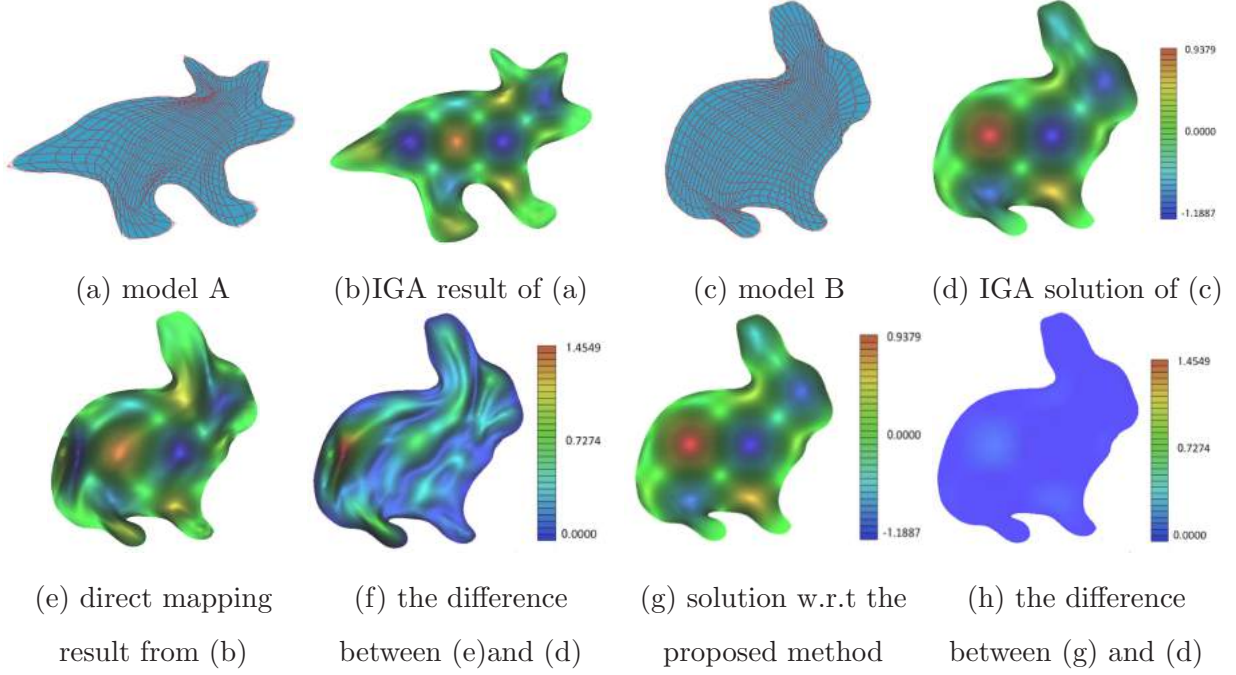 0.9379
0.0000
-1.1887
(a) model A
(b)IGA result of (a)
(c) model B
(d) IGA solution of (c)
1.4549
0.7274
0.0000
0.9379
0.0000
-1.1887
1.4549
0.7274
0.0000
(e) direct mapping
result from (b)
(f) the difference
between (e)and (d)
(g) solution w.r.t the
proposed method
(h) the difference
between (g) and (d)